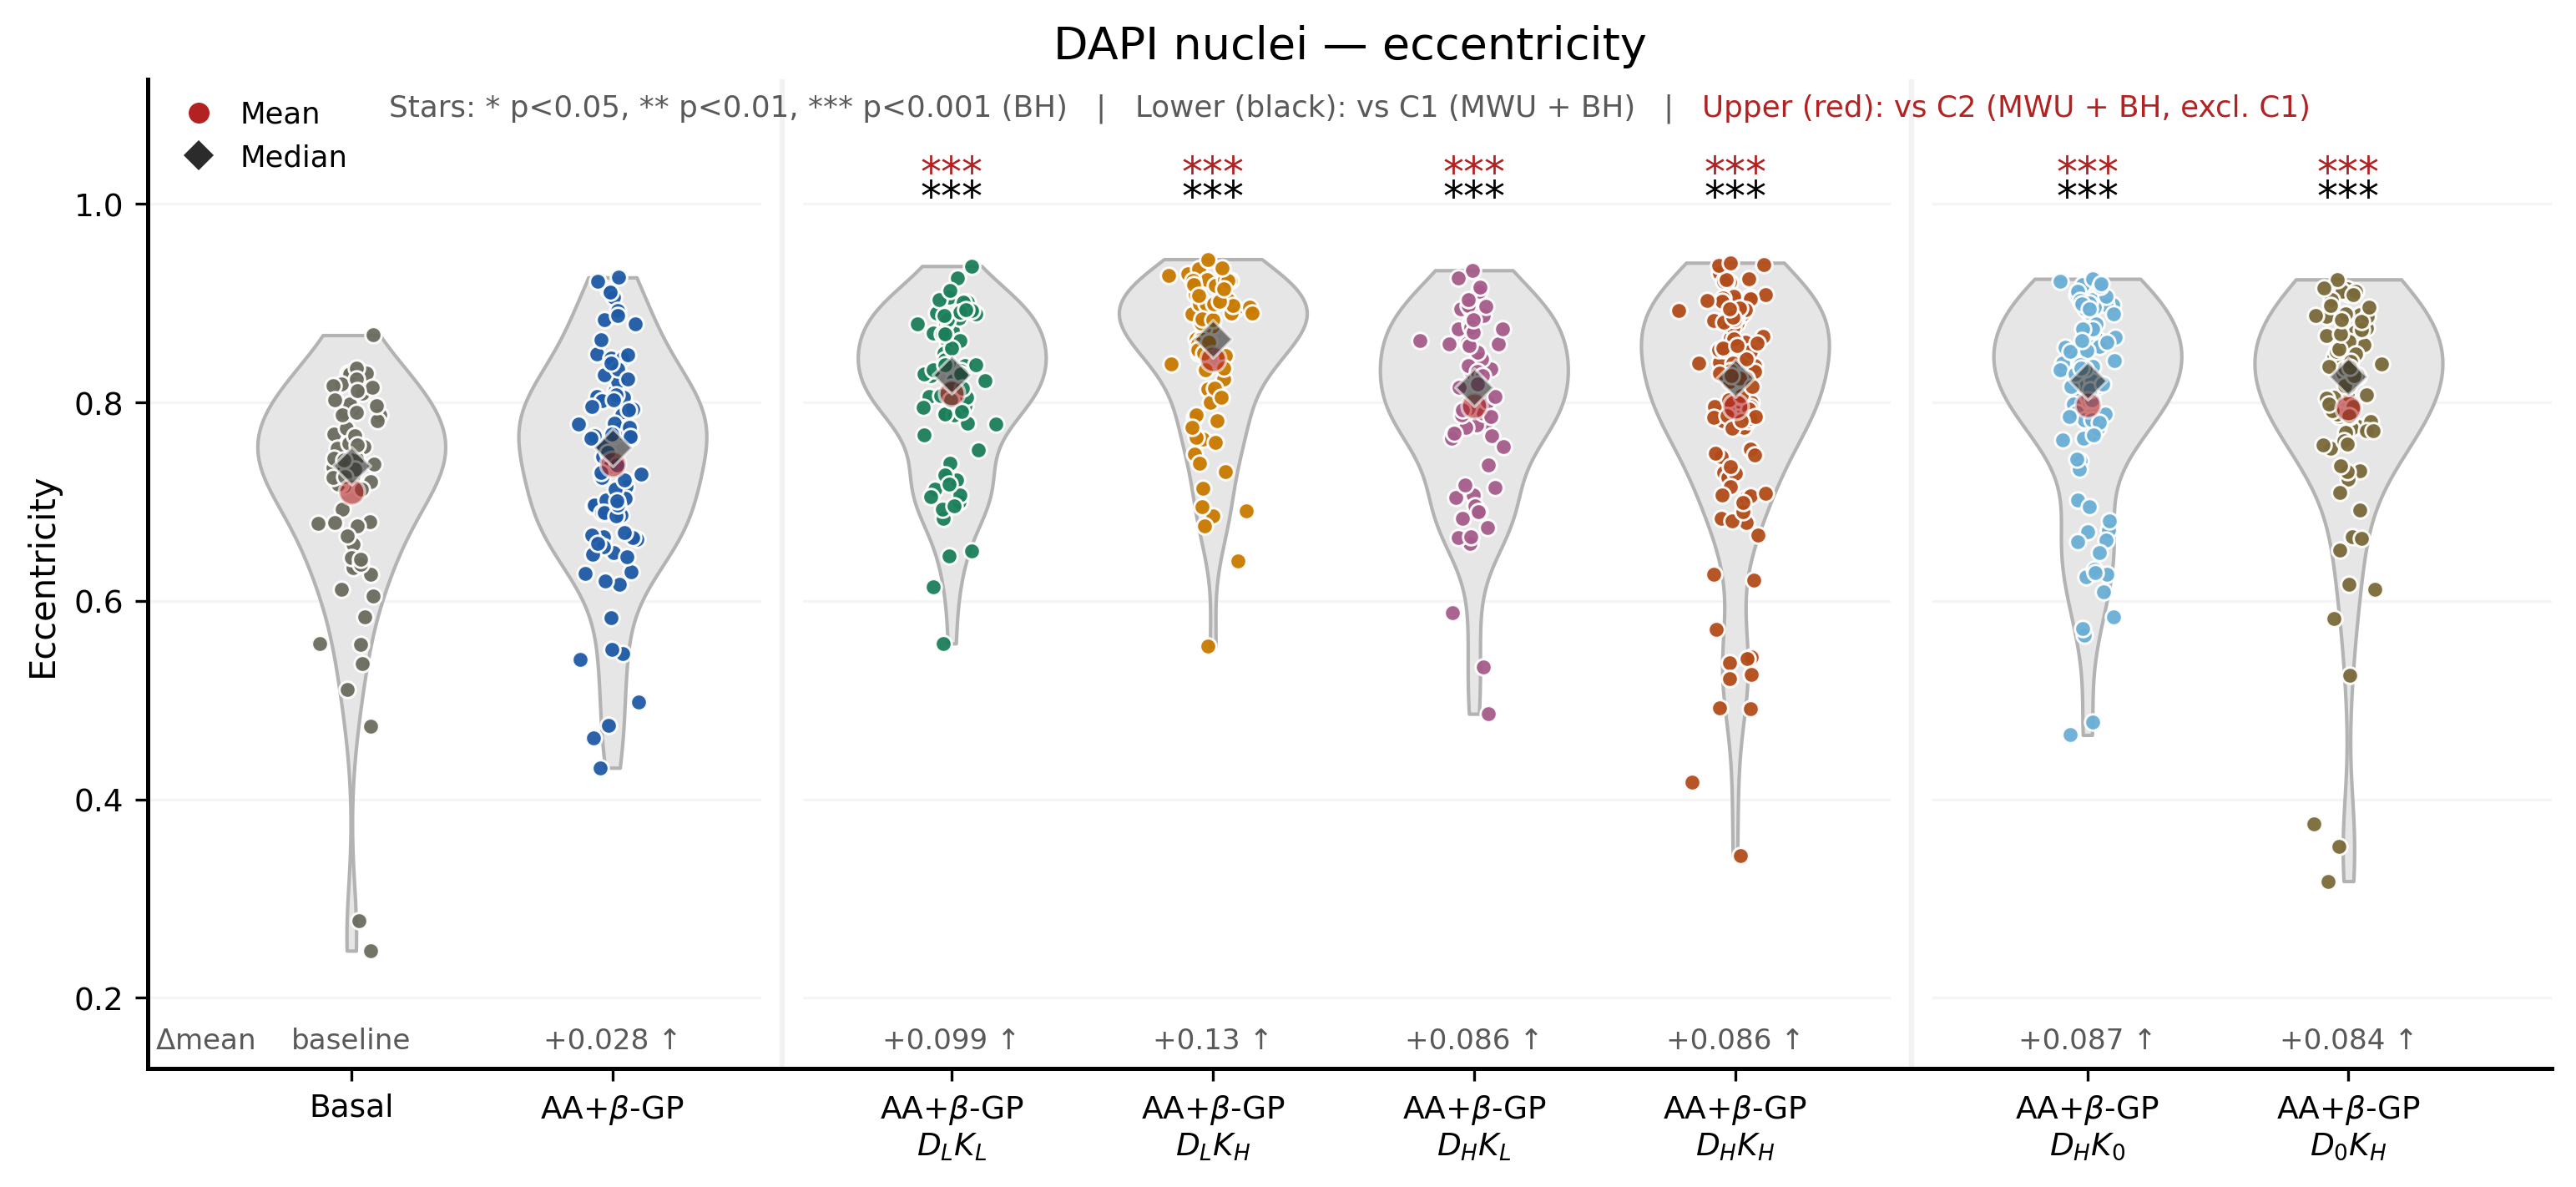 DAPI nuclei — eccentricity
Mean
Median
Stars: * p<0.05, ** p<0.01, *** p<0.001 (BH) | Lower (black): vs C1 (MWU + BH) | Upper (red): vs C2 (MWU + BH, excl. C1)
*** *** *** *** *** ***
*** *** *** *** *** ***
Eccentricity
1.0
0.8
0.6
0.4
0.2
Δmean baseline +0.028 ↑ +0.099 ↑ +0.13 ↑ +0.086 ↑ +0.086 ↑ +0.087 ↑ +0.084 ↑
Basal AA+β-GP AA+β-GP AA+β-GP AA+β-GP AA+β-GP AA+β-GP AA+β-GP
D_LK_L D_LK_H D_HK_L D_HK_H D_HK_0 D_0K_H